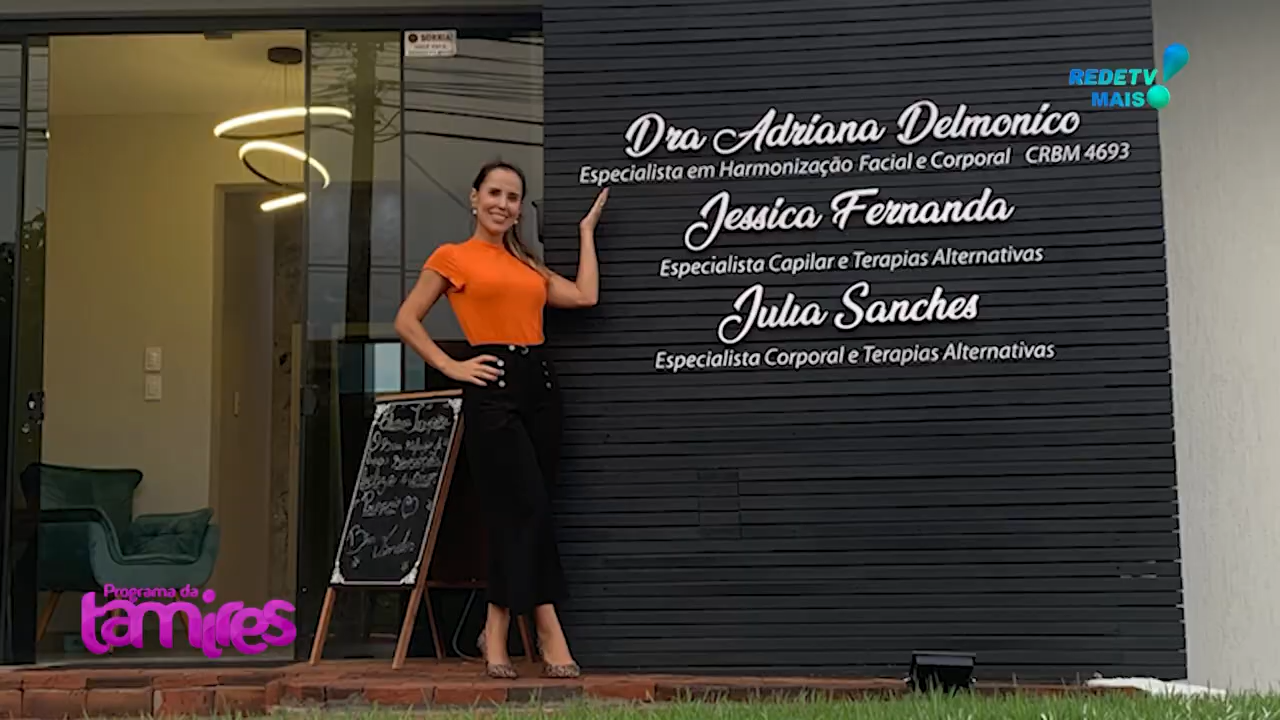 SORRIA
REDETV!
MAIS
Dra Adriana Delmonico
Especialista em Harmonização Facial e Corporal CRBM 4693
Jessica Fernanda
Especialista Capilar e Terapias Alternativas
Julia Sanches
Especialista Corporal e Terapias Alternativas
Programa da
tamires